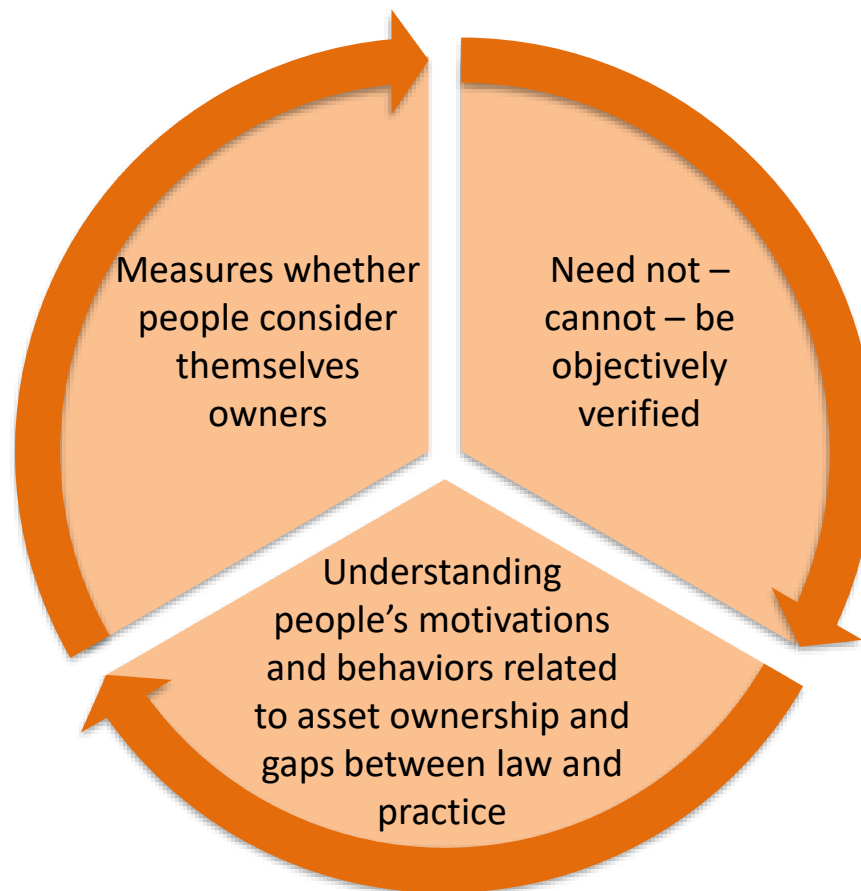 Measures whether
people consider
themselves
owners
Need not –
cannot – be
objectively
verified
Understanding
people’s motivations
and behaviors related
to asset ownership and
gaps between law and
practice